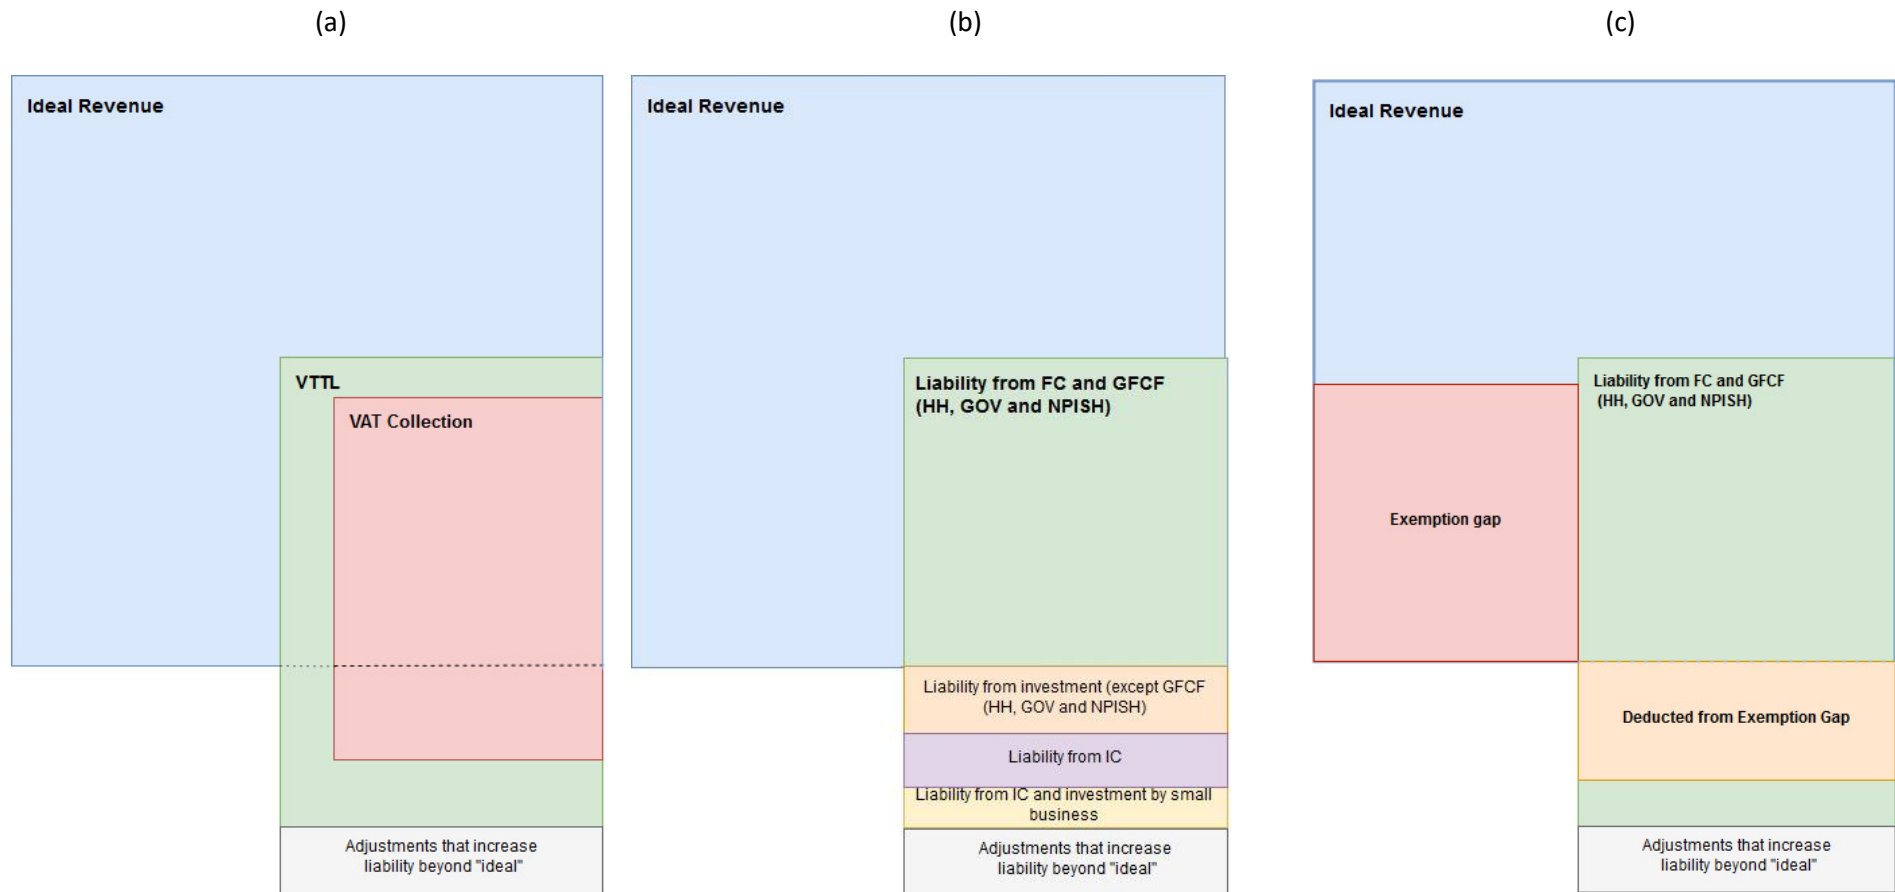 (a)
Ideal Revenue
VTTL
VAT Collection
Adjustments that increase
liability beyond "ideal"
(b)
Ideal Revenue
Liability from FC and GFCF
(HH, GOV and NPISH)
Liability from investment (except GFCF
(HH, GOV and NPISH)
Liability from IC
Liability from IC and investment by small
business
Adjustments that increase
liability beyond "ideal"
(c)
Ideal Revenue
Liability from FC and GFCF
(HH, GOV and NPISH)
Exemption gap
Deducted from Exemption Gap
Adjustments that increase
liability beyond "ideal"